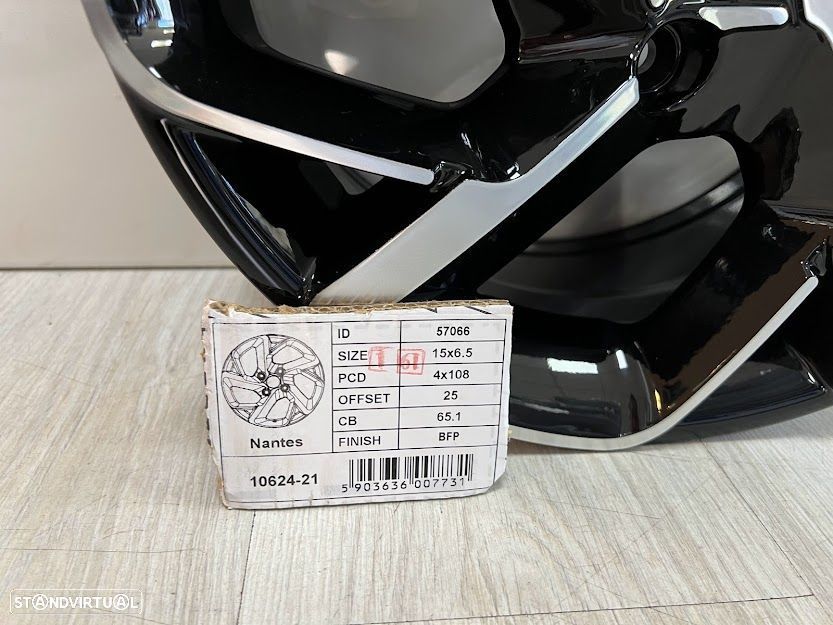 ID 57066
SIZE 15x6.5
PCD 4x108
OFFSET 25
CB 65.1
FINISH BFP
Nantes
10624-21
5 903636 007731
STANDVIRTUAL